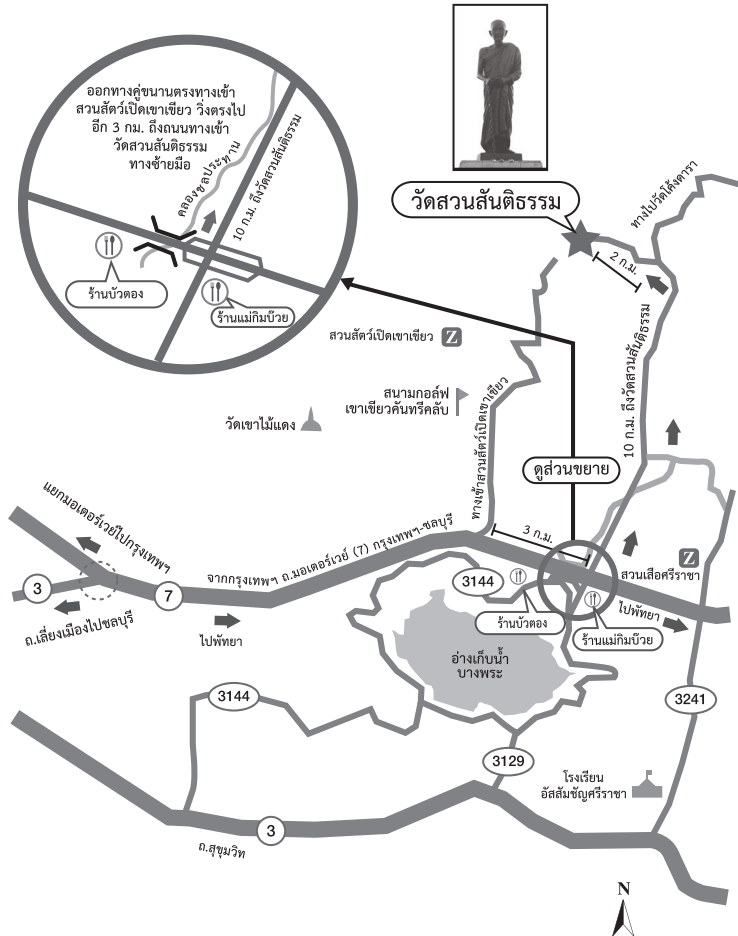 ออกทางคู่ขนานตรงทางเข้า
สวนสัตว์เปิดเขาเขียว วิ่งตรงไป
อีก 3 กม. ถึงถนนทางเข้า
วัดสวนสันติธรรม
ทางซ้ายมือ
คลองชลประทาน
10 ก.ม. ถึงวัดสวนสันติธรรม
ร้านบัวตอง
ร้านแม่กิมบ๊วย
วัดสวนสันติธรรม
ทางไปวัดโค้งดารา
2 ก.ม.
10 ก.ม. ถึงวัดสวนสันติธรรม
สวนสัตว์เปิดเขาเขียว Z
สนามกอล์ฟ
เขาเขียวคันทรีคลับ
วัดเขาไม้แดง
ทางเข้าสวนสัตว์เปิดเขาเขียว
ดูส่วนขยาย
แยกมอเตอร์เวย์ไปกรุงเทพฯ
จากกรุงเทพฯ ถ.มอเตอร์เวย์ (7) กรุงเทพฯ-ชลบุรี
3 ก.ม.
Z
สวนเสือศรีราชา
3
7
3144
ถ.เลี่ยงเมืองไปชลบุรี
ไปพัทยา
ไปพัทยา
ร้านบัวตอง
ร้านแม่กิมบ๊วย
อ่างเก็บน้ำ
บางพระ
3144
3241
3129
โรงเรียน
อัสสัมชัญศรีราชา
3
ถ.สุขุมวิท
N